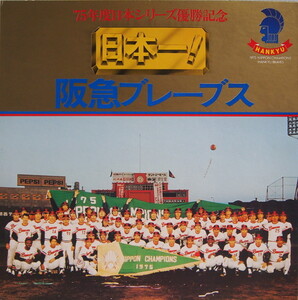 '75年度日本シリーズ優勝記念
日本一!
HANKYU
阪急ブレーブス
PEPSI PEPSI
75
NIPPON CHAMPIONS
1975